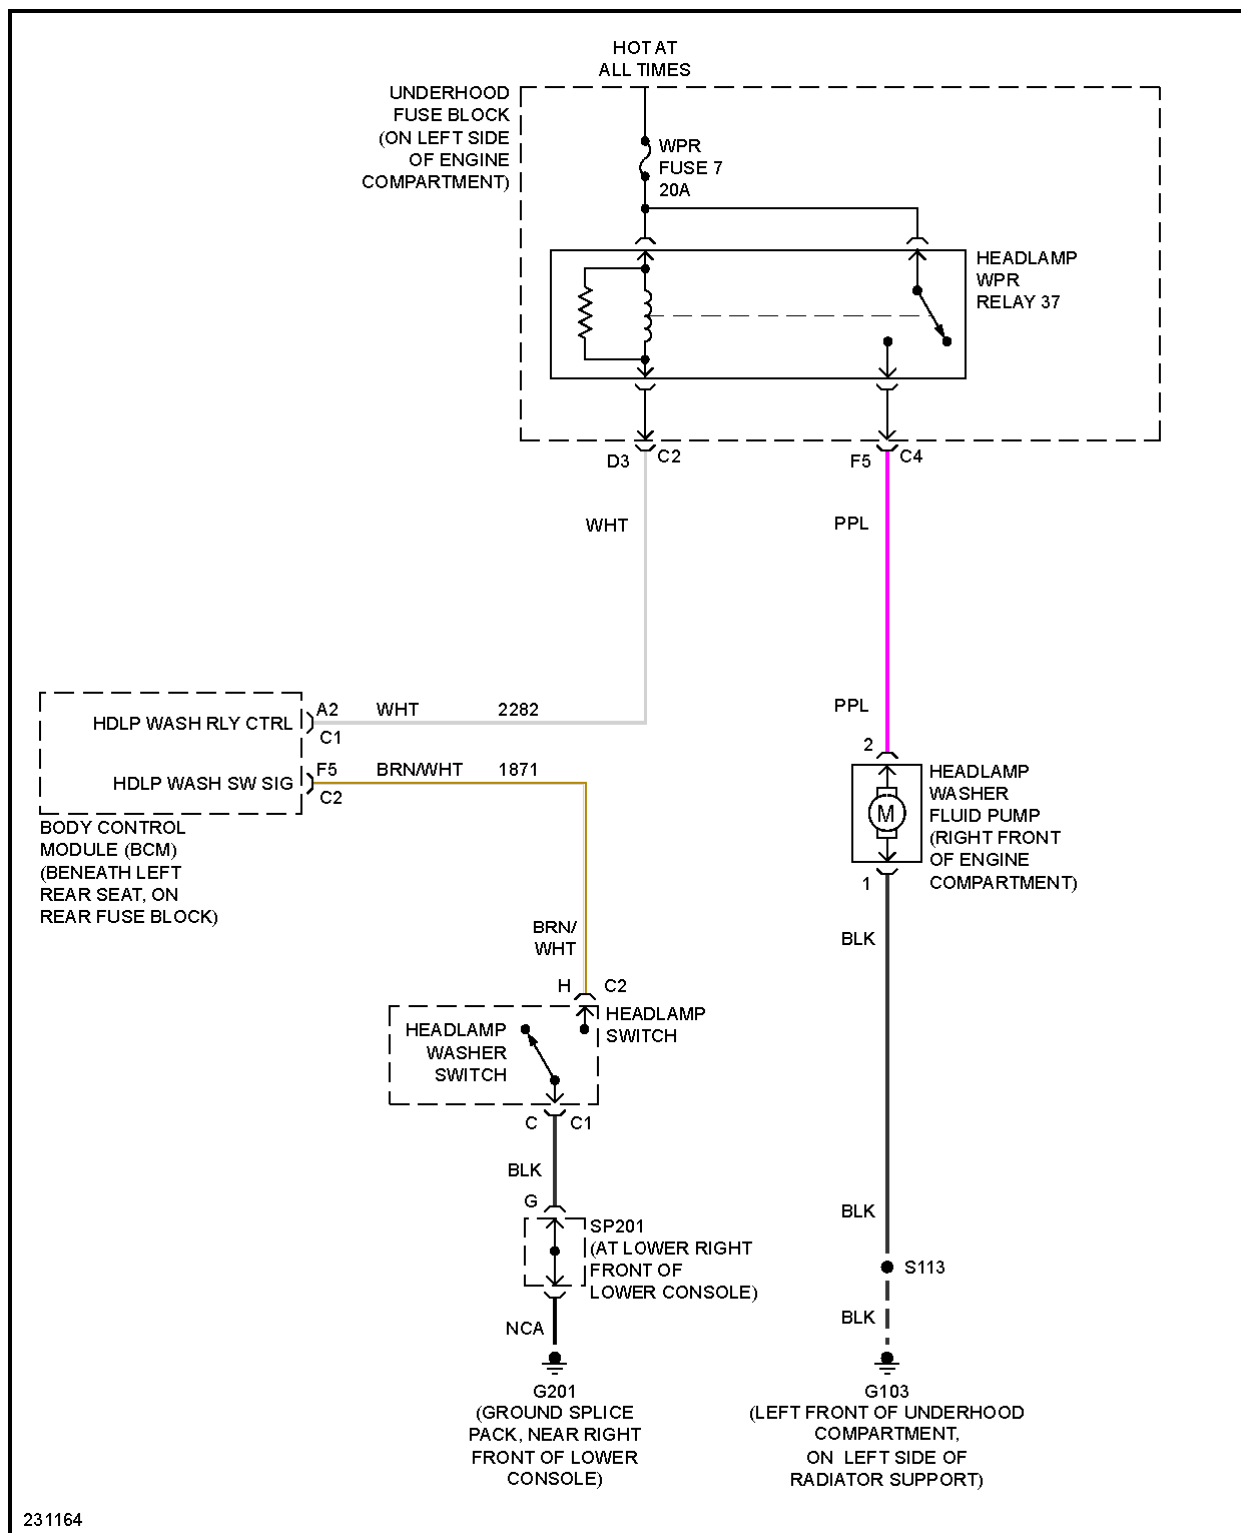 HOT AT
ALL TIMES
UNDERHOOD
FUSE BLOCK
(ON LEFT SIDE
OF ENGINE
COMPARTMENT)
WPR
FUSE 7
20A
HEADLAMP
WPR
RELAY 37
D3
C2
F5
C4
WHT
PPL
HDLP WASH RLY CTRL
A2
WHT
2282
C1
PPL
HDLP WASH SW SIG
F5
BRN/WHT
1871
C2
BODY CONTROL
MODULE (BCM)
(BENEATH LEFT
REAR SEAT, ON
REAR FUSE BLOCK)
2
M
HEADLAMP
WASHER
FLUID PUMP
(RIGHT FRONT
OF ENGINE
COMPARTMENT)
1
BLK
BRN/
WHT
H
C2
HEADLAMP
SWITCH
HEADLAMP
WASHER
SWITCH
C
C1
BLK
G
SP201
(AT LOWER RIGHT
FRONT OF
LOWER CONSOLE)
NCA
BLK
S113
BLK
G201
(GROUND SPLICE
PACK, NEAR RIGHT
FRONT OF LOWER
CONSOLE)
G103
(LEFT FRONT OF UNDERHOOD
COMPARTMENT,
ON LEFT SIDE OF
RADIATOR SUPPORT)
231164